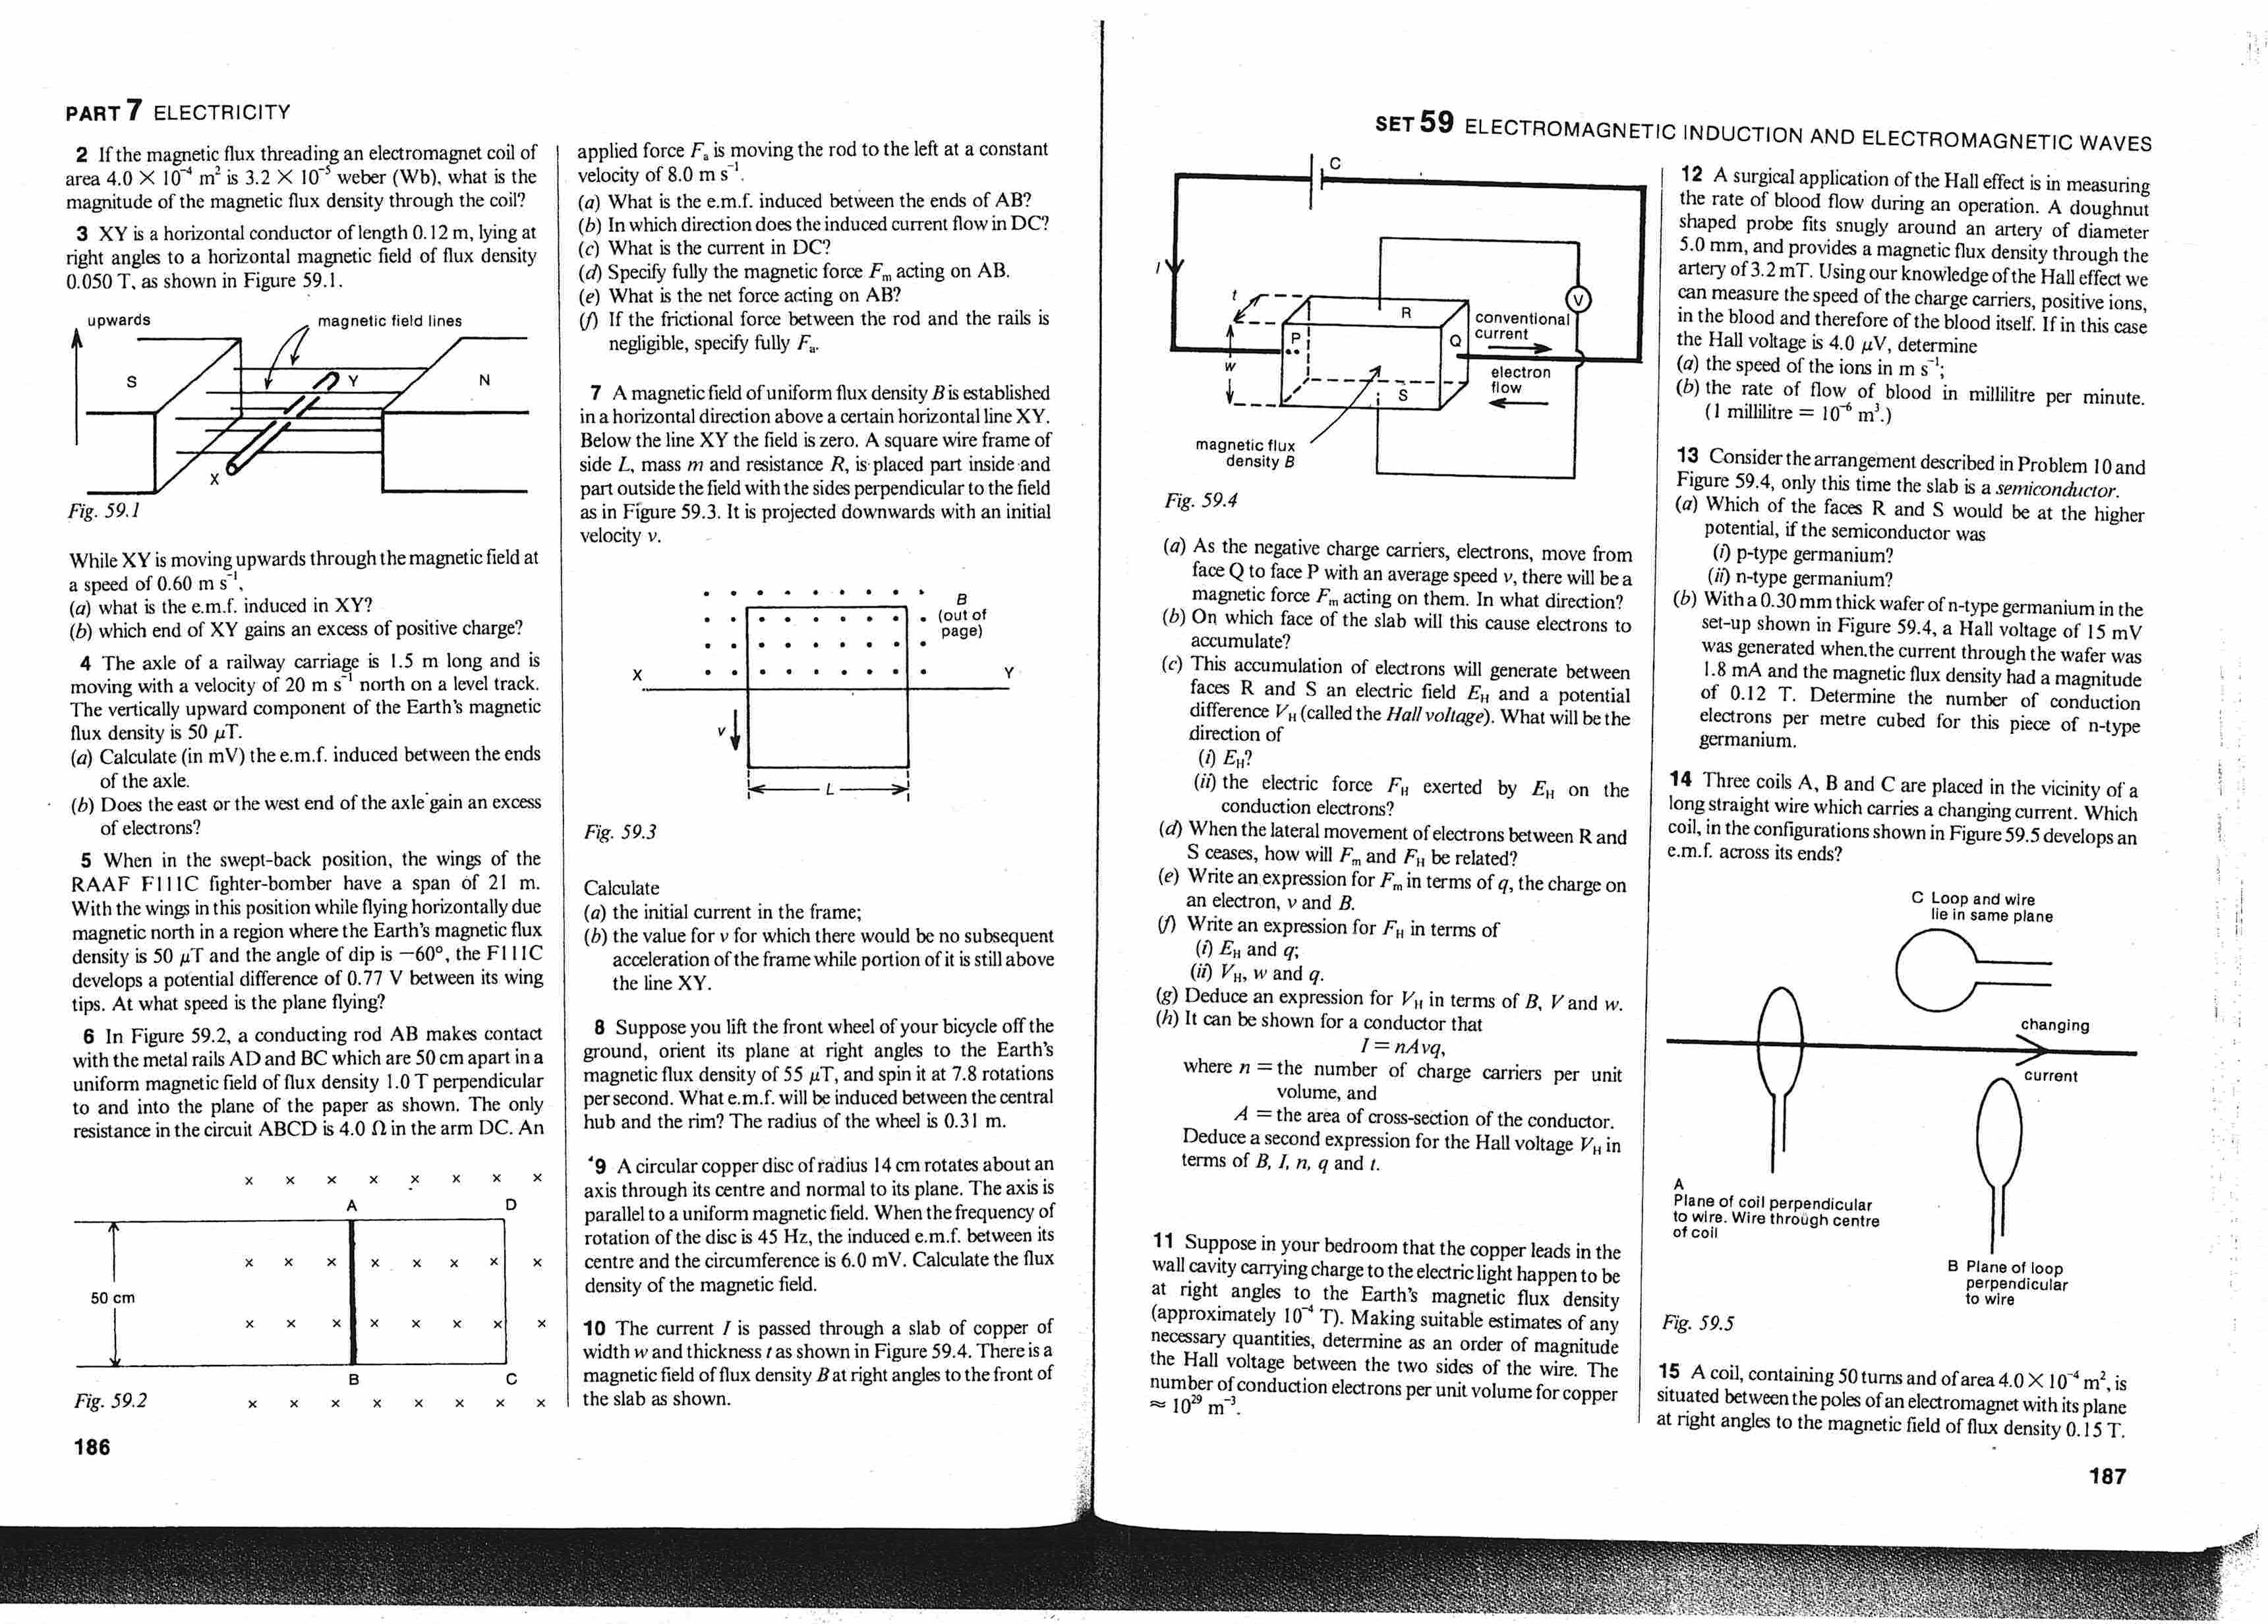 PART 7 ELECTRICITY
2 If the magnetic flux threading an electromagnet coil of
area 4.0 × 10⁻⁴ m² is 3.2 × 10⁻⁵ weber (Wb), what is the
magnitude of the magnetic flux density through the coil?
3 XY is a horizontal conductor of length 0.12 m, lying at
right angles to a horizontal magnetic field of flux density
0.050 T, as shown in Figure 59.1.
upwards
magnetic field lines
S
Y
N
X
Fig. 59.1
While XY is moving upwards through the magnetic field at
a speed of 0.60 m s⁻¹,
(a) what is the e.m.f. induced in XY?
(b) which end of XY gains an excess of positive charge?
4 The axle of a railway carriage is 1.5 m long and is
moving with a velocity of 20 m s⁻¹ north on a level track.
The vertically upward component of the Earth's magnetic
flux density is 50 μT.
(a) Calculate (in mV) the e.m.f. induced between the ends
of the axle.
(b) Does the east or the west end of the axle gain an excess
of electrons?
5 When in the swept-back position, the wings of the
RAAF F111C fighter-bomber have a span of 21 m.
With the wings in this position while flying horizontally due
magnetic north in a region where the Earth's magnetic flux
density is 50 μT and the angle of dip is −60°, the F111C
develops a potential difference of 0.77 V between its wing
tips. At what speed is the plane flying?
6 In Figure 59.2, a conducting rod AB makes contact
with the metal rails AD and BC which are 50 cm apart in a
uniform magnetic field of flux density 1.0 T perpendicular
to and into the plane of the paper as shown. The only
resistance in the circuit ABCD is 4.0 Ω in the arm DC. An
× × × × × × × ×
A D
× × × × × × × ×
50 cm
× × × × × × × ×
B C
Fig. 59.2
× × × × × × × ×
186
applied force Fₐ is moving the rod to the left at a constant
velocity of 8.0 m s⁻¹.
(a) What is the e.m.f. induced between the ends of AB?
(b) In which direction does the induced current flow in DC?
(c) What is the current in DC?
(d) Specify fully the magnetic force Fₘ acting on AB.
(e) What is the net force acting on AB?
(f) If the frictional force between the rod and the rails is
negligible, specify fully Fₐ.
7 A magnetic field of uniform flux density B is established
in a horizontal direction above a certain horizontal line XY.
Below the line XY the field is zero. A square wire frame of
side L, mass m and resistance R, is placed part inside and
part outside the field with the sides perpendicular to the field
as in Figure 59.3. It is projected downwards with an initial
velocity v.
B
(out of
page)
X
Y
v
L
Fig. 59.3
Calculate
(a) the initial current in the frame;
(b) the value for v for which there would be no subsequent
acceleration of the frame while portion of it is still above
the line XY.
8 Suppose you lift the front wheel of your bicycle off the
ground, orient its plane at right angles to the Earth's
magnetic flux density of 55 μT, and spin it at 7.8 rotations
per second. What e.m.f. will be induced between the central
hub and the rim? The radius of the wheel is 0.31 m.
9 A circular copper disc of radius 14 cm rotates about an
axis through its centre and normal to its plane. The axis is
parallel to a uniform magnetic field. When the frequency of
rotation of the disc is 45 Hz, the induced e.m.f. between its
centre and the circumference is 6.0 mV. Calculate the flux
density of the magnetic field.
10 The current I is passed through a slab of copper of
width w and thickness t as shown in Figure 59.4. There is a
magnetic field of flux density B at right angles to the front of
the slab as shown.
SET 59 ELECTROMAGNETIC INDUCTION AND ELECTROMAGNETIC WAVES
C
I
V
t
R
conventional
current
P
Q
w
electron
flow
S
magnetic flux
density B
Fig. 59.4
(a) As the negative charge carriers, electrons, move from
face Q to face P with an average speed v, there will be a
magnetic force Fₘ acting on them. In what direction?
(b) On which face of the slab will this cause electrons to
accumulate?
(c) This accumulation of electrons will generate between
faces R and S an electric field E_H and a potential
difference V_H (called the Hall voltage). What will be the
direction of
(i) E_H?
(ii) the electric force F_H exerted by E_H on the
conduction electrons?
(d) When the lateral movement of electrons between R and
S ceases, how will Fₘ and F_H be related?
(e) Write an expression for Fₘ in terms of q, the charge on
an electron, v and B.
(f) Write an expression for F_H in terms of
(i) E_H and q;
(ii) V_H, w and q.
(g) Deduce an expression for V_H in terms of B, V and w.
(h) It can be shown for a conductor that
I = nAvq,
where n = the number of charge carriers per unit
volume, and
A = the area of cross-section of the conductor.
Deduce a second expression for the Hall voltage V_H in
terms of B, I, n, q and t.
11 Suppose in your bedroom that the copper leads in the
wall cavity carrying charge to the electric light happen to be
at right angles to the Earth's magnetic flux density
(approximately 10⁻⁴ T). Making suitable estimates of any
necessary quantities, determine as an order of magnitude
the Hall voltage between the two sides of the wire. The
number of conduction electrons per unit volume for copper
≈ 10²⁹ m⁻³.
12 A surgical application of the Hall effect is in measuring
the rate of blood flow during an operation. A doughnut
shaped probe fits snugly around an artery of diameter
5.0 mm, and provides a magnetic flux density through the
artery of 3.2 mT. Using our knowledge of the Hall effect we
can measure the speed of the charge carriers, positive ions,
in the blood and therefore of the blood itself. If in this case
the Hall voltage is 4.0 μV, determine
(a) the speed of the ions in m s⁻¹;
(b) the rate of flow of blood in millilitre per minute.
(1 millilitre = 10⁻⁶ m³.)
13 Consider the arrangement described in Problem 10 and
Figure 59.4, only this time the slab is a semiconductor.
(a) Which of the faces R and S would be at the higher
potential, if the semiconductor was
(i) p-type germanium?
(ii) n-type germanium?
(b) With a 0.30 mm thick wafer of n-type germanium in the
set-up shown in Figure 59.4, a Hall voltage of 15 mV
was generated when the current through the wafer was
1.8 mA and the magnetic flux density had a magnitude
of 0.12 T. Determine the number of conduction
electrons per metre cubed for this piece of n-type
germanium.
14 Three coils A, B and C are placed in the vicinity of a
long straight wire which carries a changing current. Which
coil, in the configurations shown in Figure 59.5 develops an
e.m.f. across its ends?
C Loop and wire
lie in same plane
changing
current
A
Plane of coil perpendicular
to wire. Wire through centre
of coil
B Plane of loop
perpendicular
to wire
Fig. 59.5
15 A coil, containing 50 turns and of area 4.0 × 10⁻⁴ m², is
situated between the poles of an electromagnet with its plane
at right angles to the magnetic field of flux density 0.15 T.
187